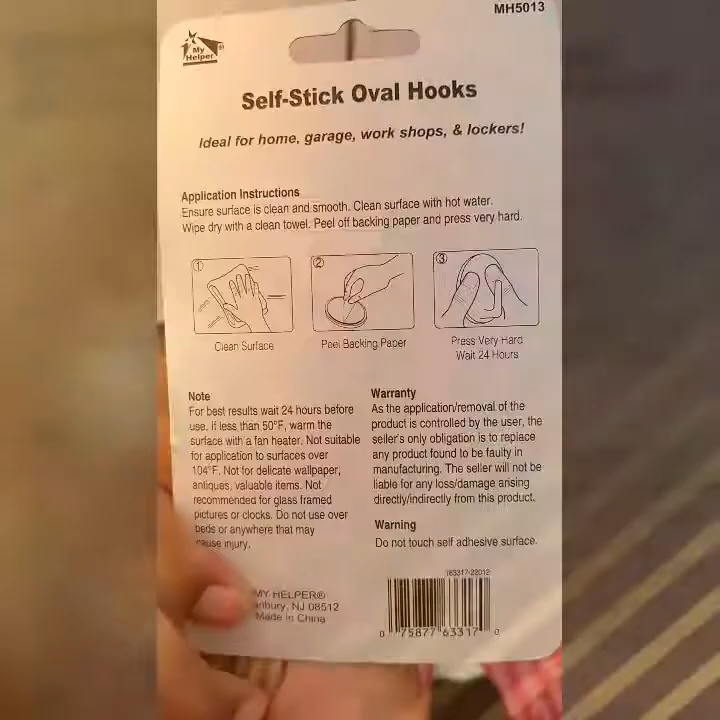 MH5013
My
Helper®
Self-Stick Oval Hooks
Ideal for home, garage, work shops, & lockers!
Application Instructions
Ensure surface is clean and smooth. Clean surface with hot water.
Wipe dry with a clean towel. Peel off backing paper and press very hard.
1
2
3
Clean Surface
Peel Backing Paper
Press Very Hard
Wait 24 Hours
Note
For best results wait 24 hours before
use. If less than 50°F, warm the
surface with a fan heater. Not suitable
for application to surfaces over
104°F. Not for delicate wallpaper,
antiques, valuable items. Not
recommended for glass framed
pictures or clocks. Do not use over
beds or anywhere that may
cause injury.
Warranty
As the application/removal of the
product is controlled by the user, the
seller's only obligation is to replace
any product found to be faulty in
manufacturing. The seller will not be
liable for any loss/damage arising
directly/indirectly from this product.
Warning
Do not touch self adhesive surface.
MY HELPER®
NJ 08512
Made in China
163317-22012
0 75877 63317 0